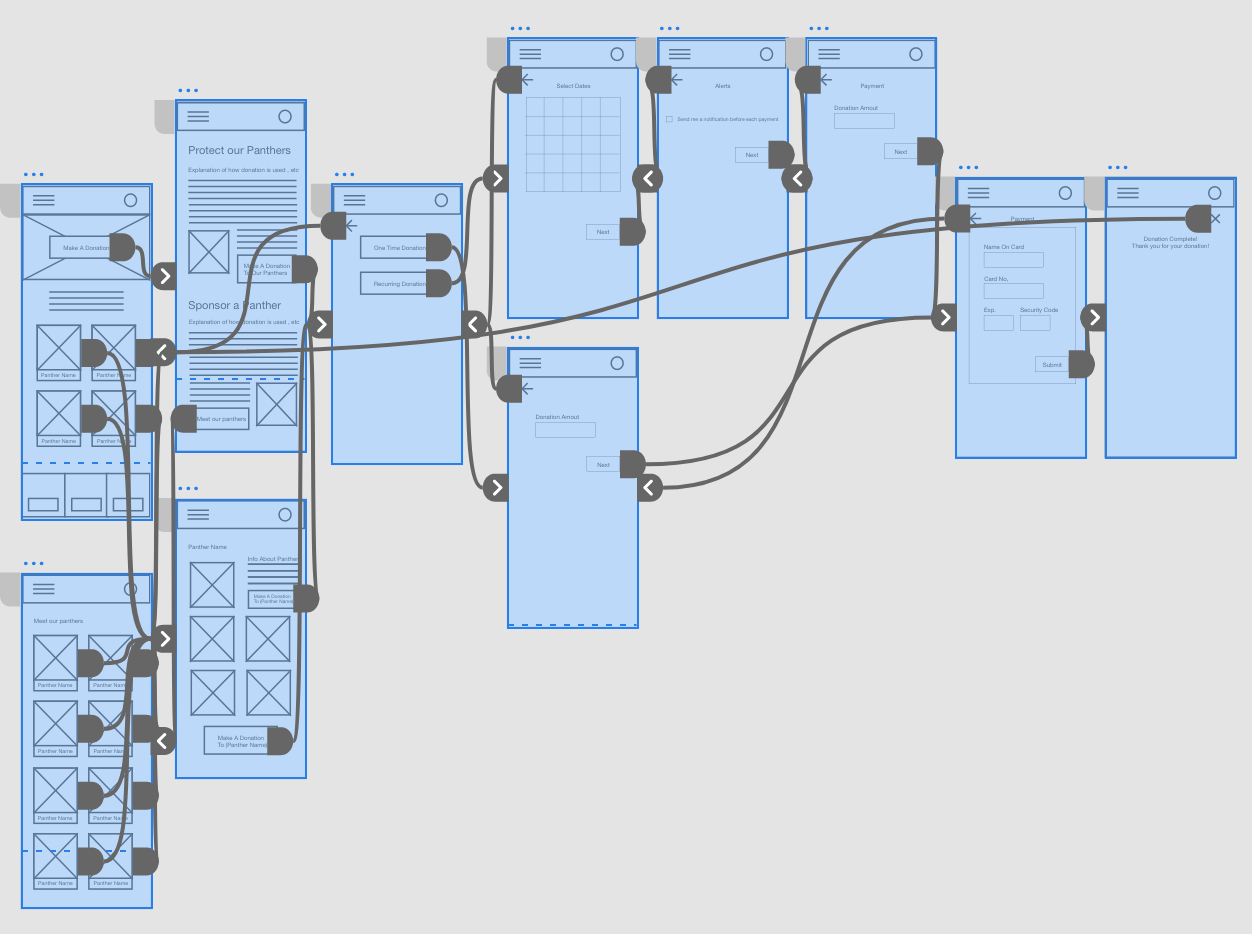 Make A Donation
Panther Name
Panther Name
Panther Name
Panther Name
Meet our panthers
Panther Name
Panther Name
Panther Name
Panther Name
Panther Name
Panther Name
Panther Name
Panther Name
Protect our Panthers
Explanation of how donation is used , etc
Make A Donation
To Our Panthers
Sponsor a Panther
Explanation of how donation is used , etc
Meet our panthers
Panther Name
Info About Panther
Make A Donation
To [Panther Name]
Make A Donation
To [Panther Name]
One Time Donation
Recurring Donation
Select Dates
Next
Donation Amout
Next
Alerts
Send me a notification before each payment
Next
Payment
Donation Amout
Next
Payment
Name On Card
Card No.
Exp.
Security Code
Submit
Donation Complete!
Thank you for your donation!